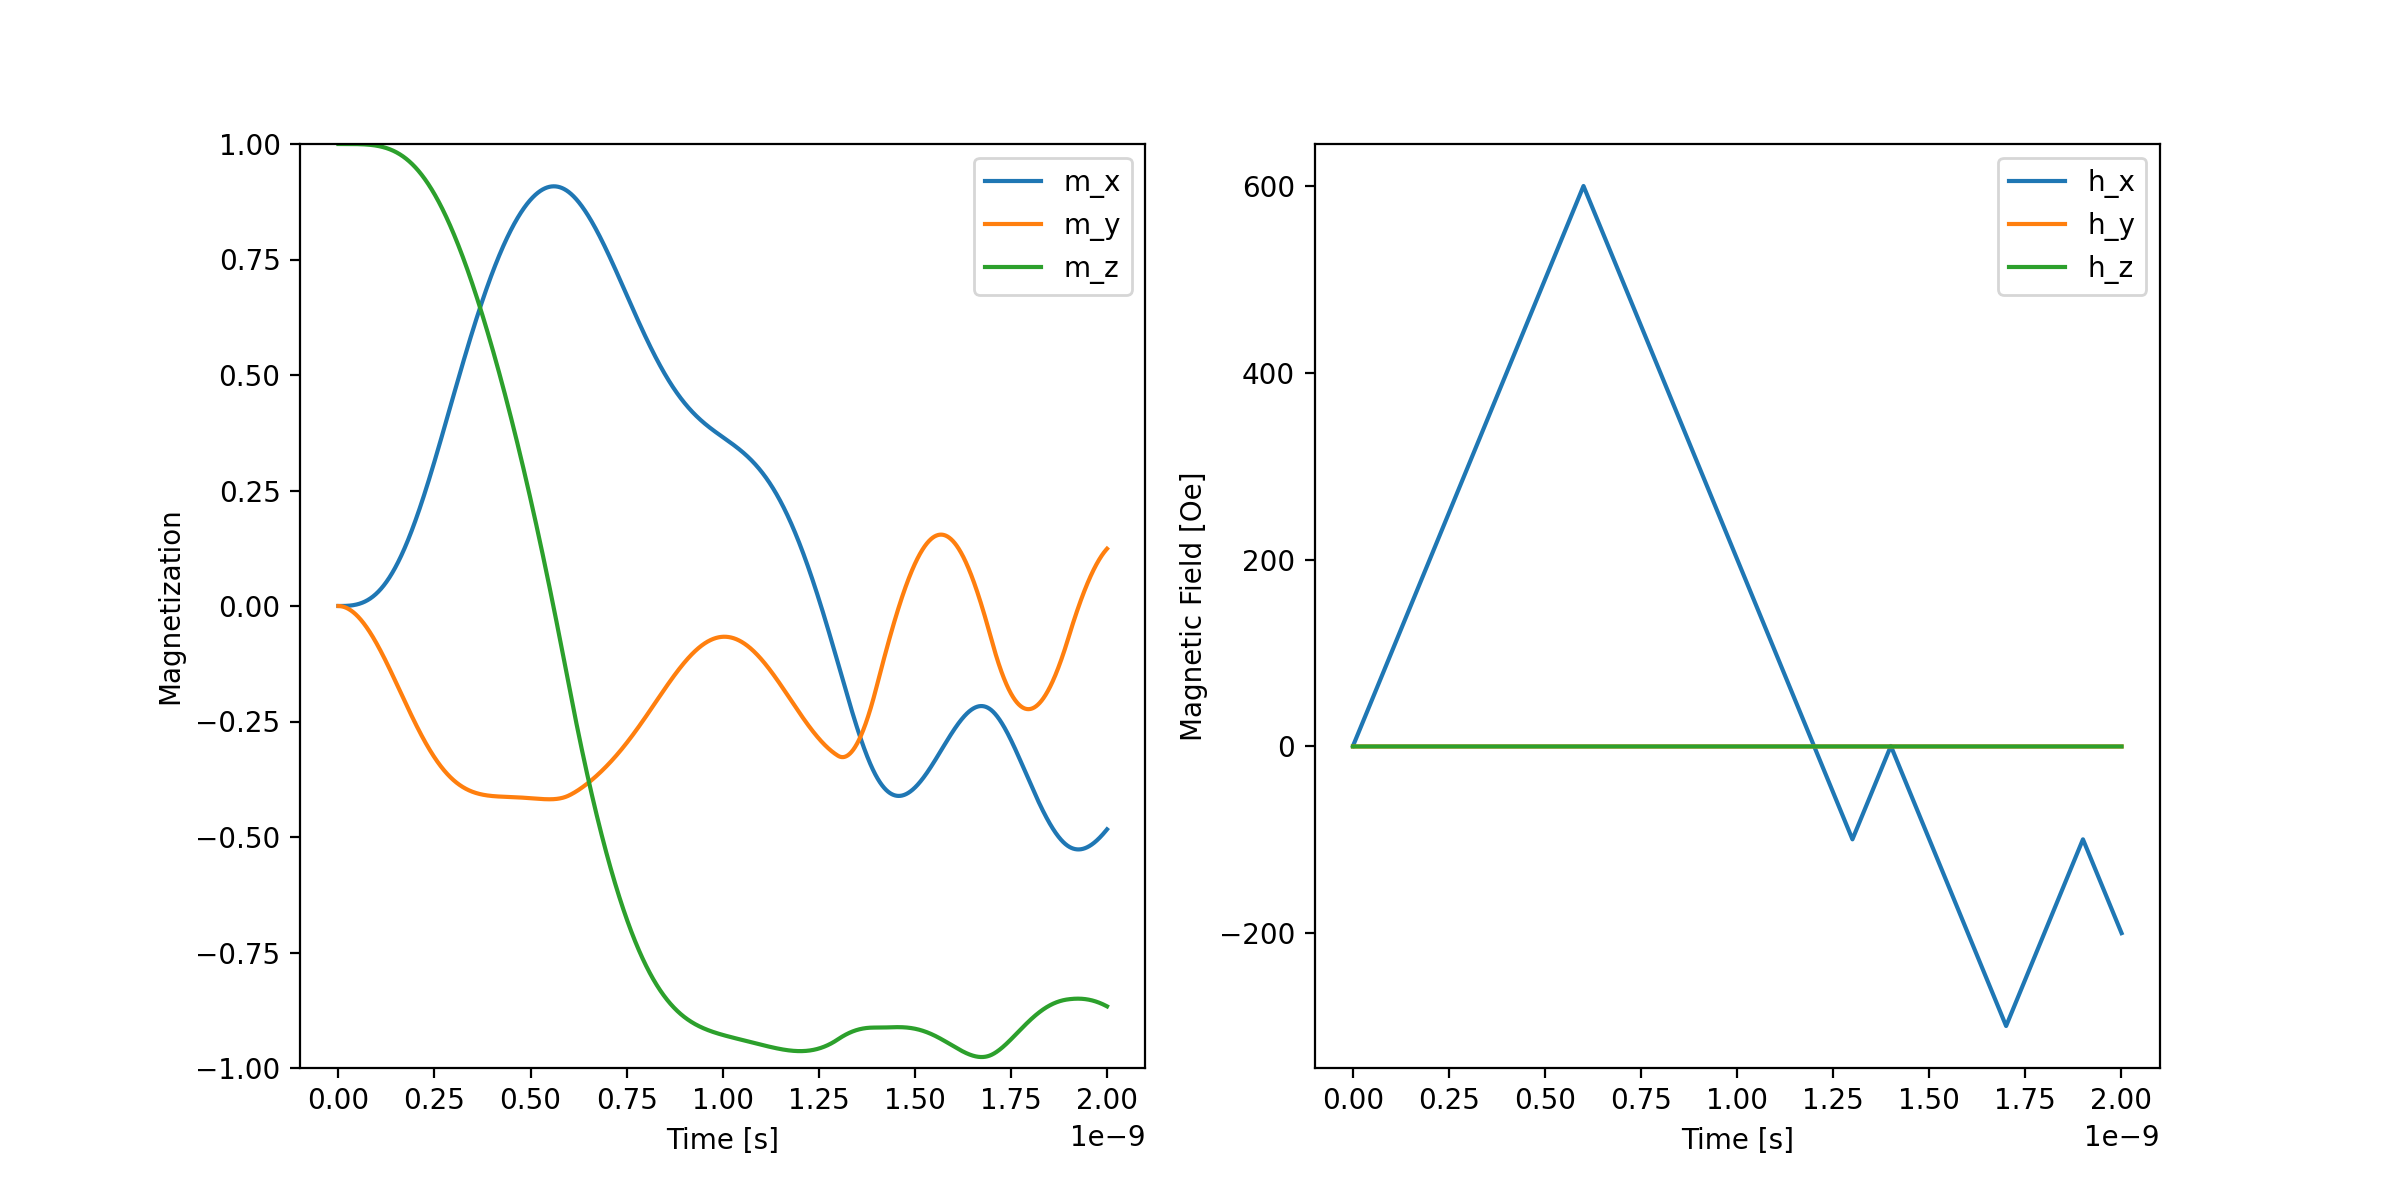 Magnetization
1.00
0.75
0.50
0.25
0.00
−0.25
−0.50
−0.75
−1.00
m_x
m_y
m_z
0.00 0.25 0.50 0.75 1.00 1.25 1.50 1.75 2.00
1e−9
Time [s]
Magnetic Field [Oe]
600
400
200
0
−200
h_x
h_y
h_z
0.00 0.25 0.50 0.75 1.00 1.25 1.50 1.75 2.00
1e−9
Time [s]